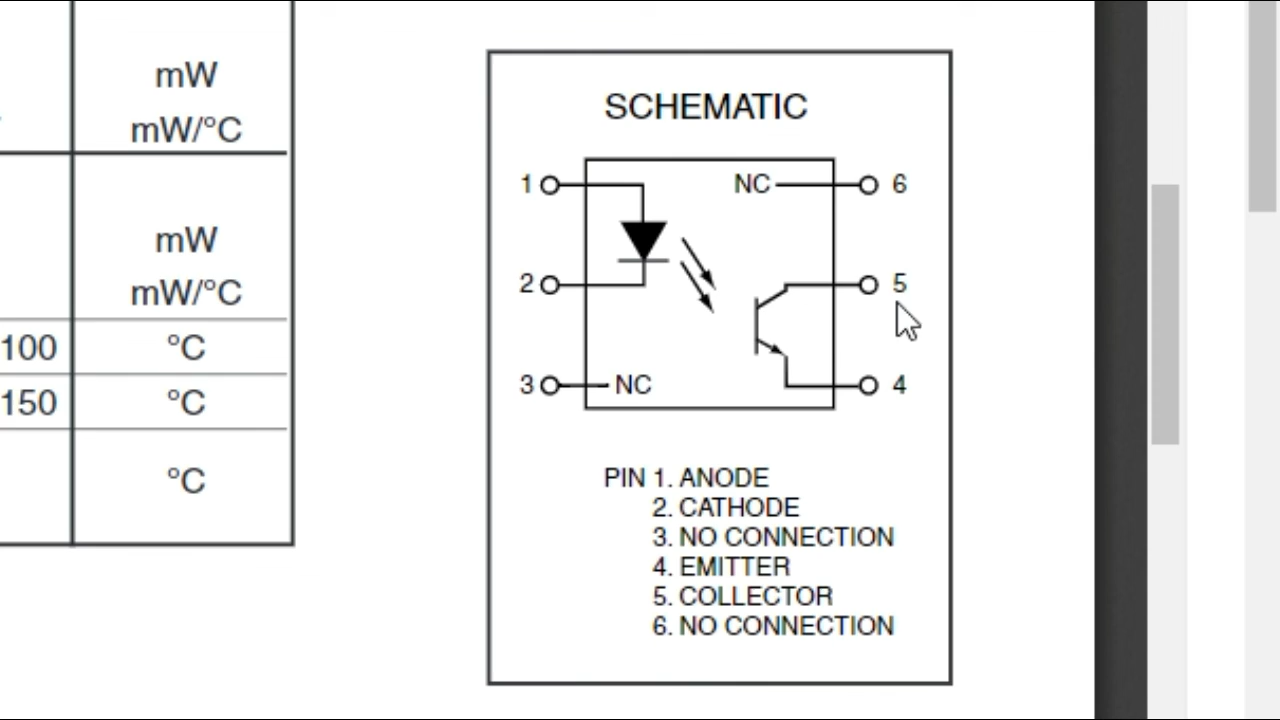 mW
mW/°C
mW
mW/°C
100 °C
150 °C
°C
SCHEMATIC
1 NC 6
2 5
3 NC 4
PIN 1. ANODE
2. CATHODE
3. NO CONNECTION
4. EMITTER
5. COLLECTOR
6. NO CONNECTION